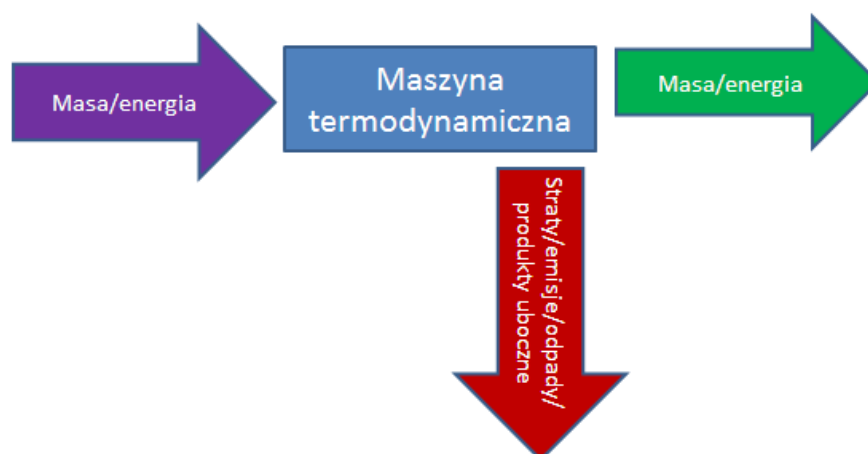 Masa/energia
Maszyna
termodynamiczna
Masa/energia
Straty/emisje/odpady/
produkty uboczne